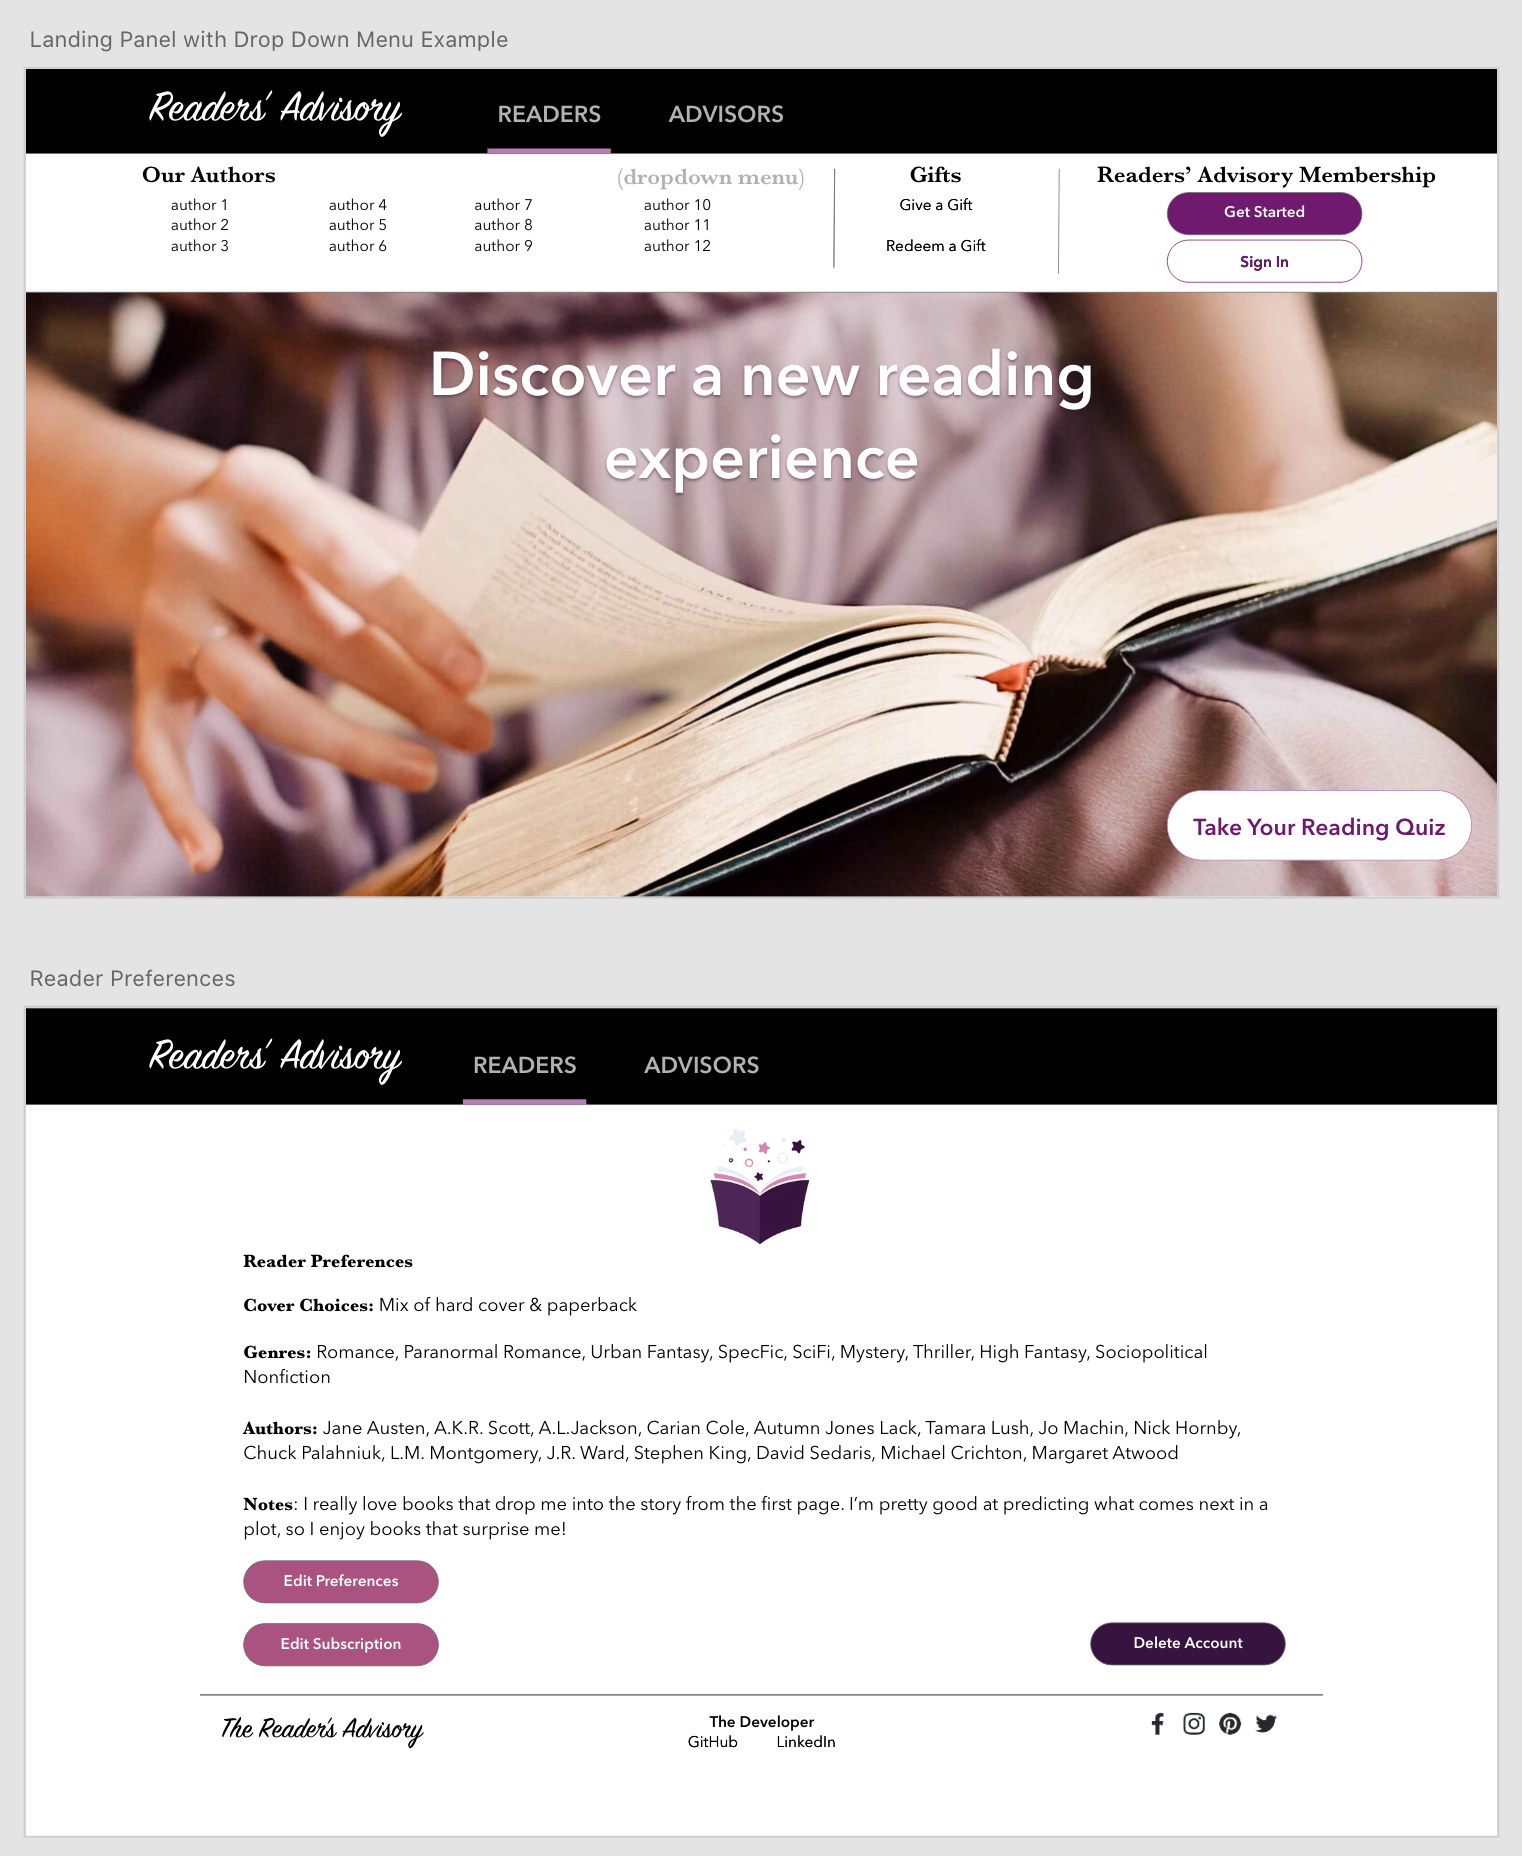 Landing Panel with Drop Down Menu Example
Readers' Advisory READERS ADVISORS
Our Authors (dropdown menu) Gifts Readers' Advisory Membership
author 1 author 4 author 7 author 10 Give a Gift Get Started
author 2 author 5 author 8 author 11
author 3 author 6 author 9 author 12 Redeem a Gift Sign In
Discover a new reading
experience
JANE AUSTEN
Take Your Reading Quiz
Reader Preferences
Readers' Advisory READERS ADVISORS
Reader Preferences
Cover Choices: Mix of hard cover & paperback
Genres: Romance, Paranormal Romance, Urban Fantasy, SpecFic, SciFi, Mystery, Thriller, High Fantasy, Sociopolitical
Nonfiction
Authors: Jane Austen, A.K.R. Scott, A.L.Jackson, Carian Cole, Autumn Jones Lack, Tamara Lush, Jo Machin, Nick Hornby,
Chuck Palahniuk, L.M. Montgomery, J.R. Ward, Stephen King, David Sedaris, Michael Crichton, Margaret Atwood
Notes: I really love books that drop me into the story from the first page. I'm pretty good at predicting what comes next in a
plot, so I enjoy books that surprise me!
Edit Preferences
Edit Subscription Delete Account
The Reader's Advisory The Developer
GitHub LinkedIn